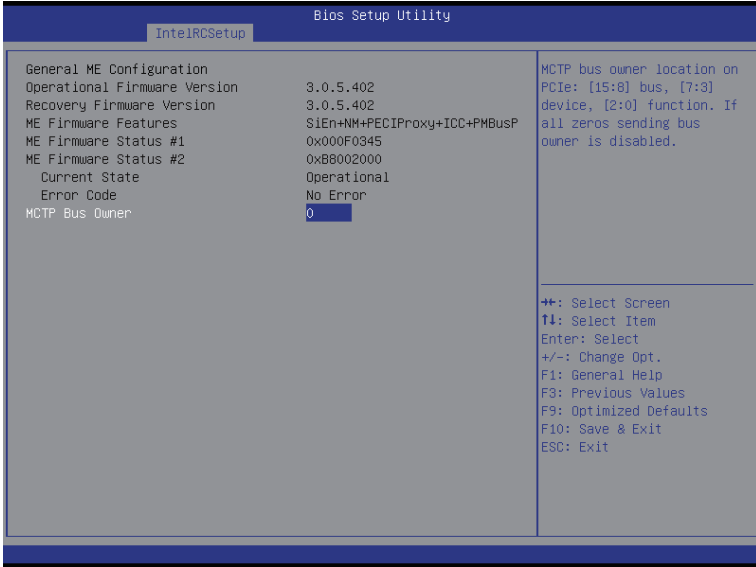 Bios Setup Utility
IntelRCSetup
General ME Configuration
Operational Firmware Version 3.0.5.402
Recovery Firmware Version 3.0.5.402
ME Firmware Features SiEn+NM+PECIProxy+ICC+PMBusP
ME Firmware Status #1 0x000F0345
ME Firmware Status #2 0xB8002000
Current State Operational
Error Code No Error
MCTP Bus Owner 0
MCTP bus owner location on
PCIe: [15:8] bus, [7:3]
device, [2:0] function. If
all zeros sending bus
owner is disabled.
→←: Select Screen
↑↓: Select Item
Enter: Select
+/-: Change Opt.
F1: General Help
F3: Previous Values
F9: Optimized Defaults
F10: Save & Exit
ESC: Exit